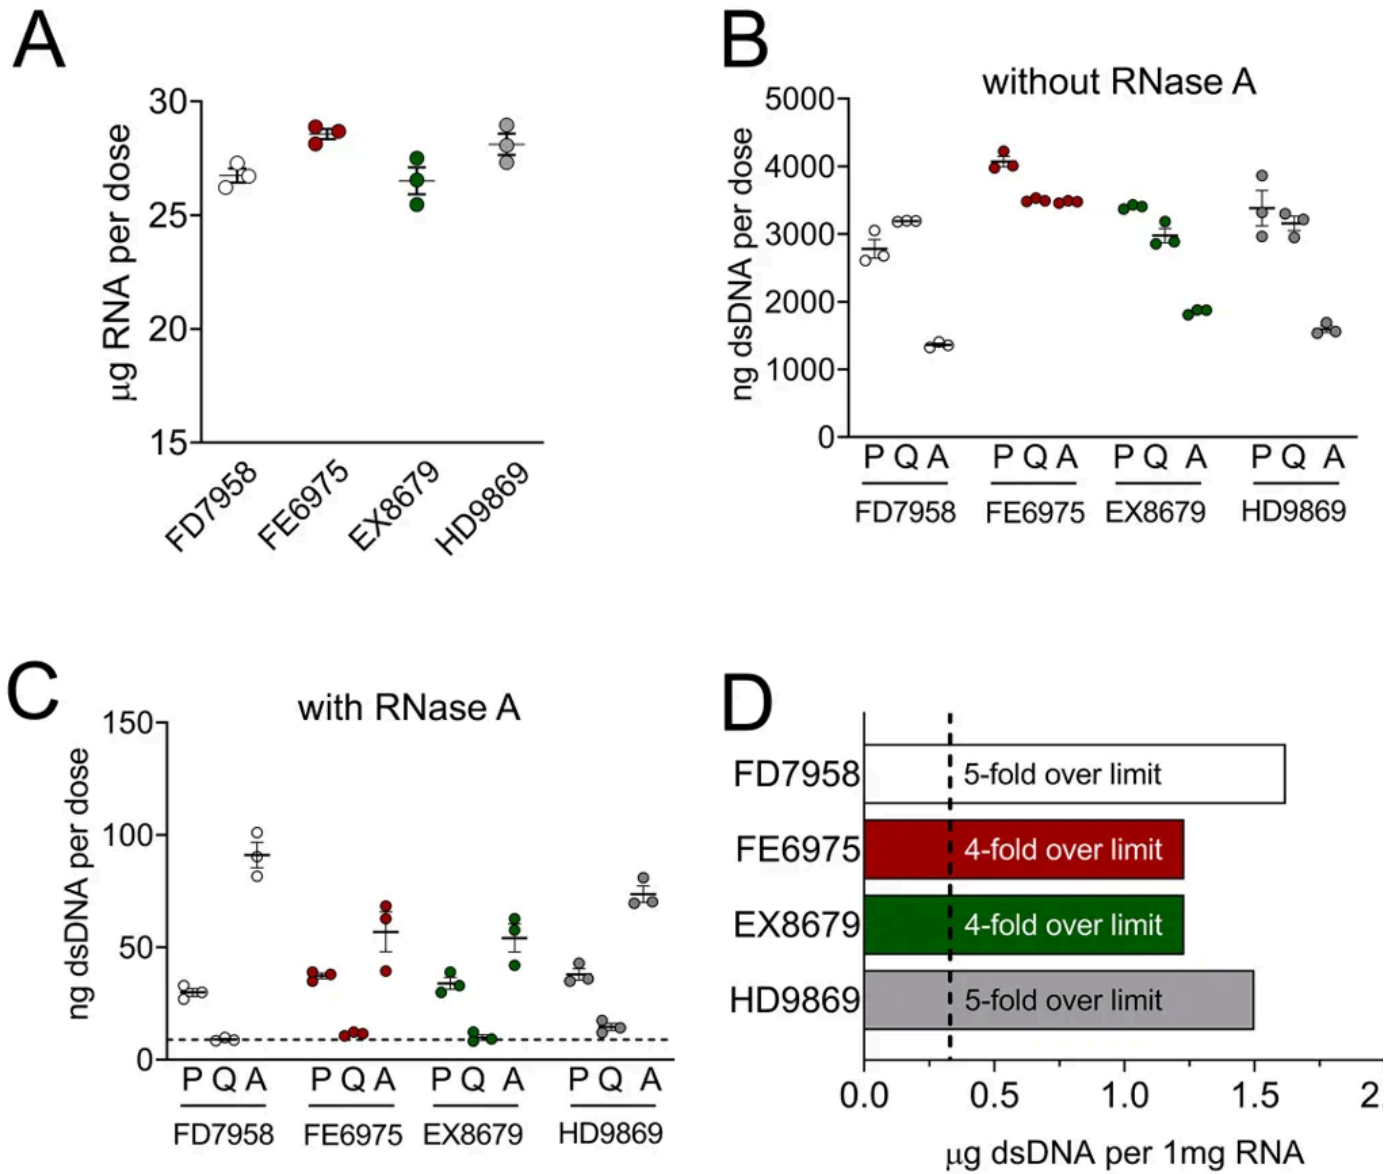 A
μg RNA per dose
30
25
20
15
FD7958
FE6975
EX8679
HD9869
B
without RNase A
ng dsDNA per dose
5000
4000
3000
2000
1000
0
P Q A P Q A P Q A P Q A
FD7958 FE6975 EX8679 HD9869
C
with RNase A
ng dsDNA per dose
150
100
50
0
P Q A P Q A P Q A P Q A
FD7958 FE6975 EX8679 HD9869
D
FD7958 5-fold over limit
FE6975 4-fold over limit
EX8679 4-fold over limit
HD9869 5-fold over limit
0.0 0.5 1.0 1.5 2.
μg dsDNA per 1mg RNA